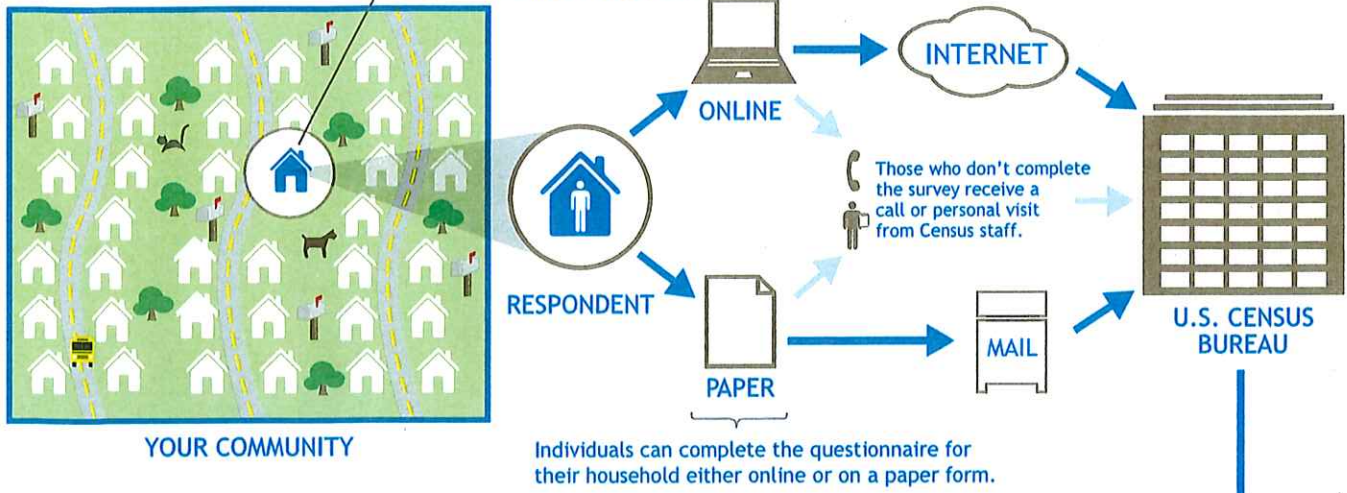 INTERNET
ONLINE
Those who don't complete
the survey receive a
call or personal visit
from Census staff.
RESPONDENT
MAIL
U.S. CENSUS
BUREAU
PAPER
YOUR COMMUNITY
Individuals can complete the questionnaire for
their household either online or on a paper form.